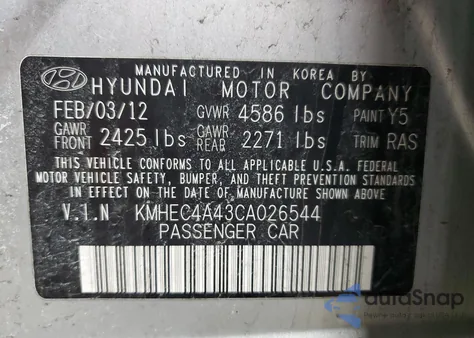 MANUFACTURED IN KOREA BY
HYUNDAI MOTOR COMPANY
FEB/03/12 GVWR 4586 lbs PAINT Y5
GAWR FRONT 2425 lbs GAWR REAR 2271 lbs TRIM RAS
THIS VEHICLE CONFORMS TO ALL APPLICABLE U.S.A. FEDERAL
MOTOR VEHICLE SAFETY, BUMPER, AND THEFT PREVENTION STANDARDS
IN EFFECT ON THE DATE OF MANUFACTURE SHOWN ABOVE.
V.I.N KMHEC4A43CA026544
PASSENGER CAR
autoSnap